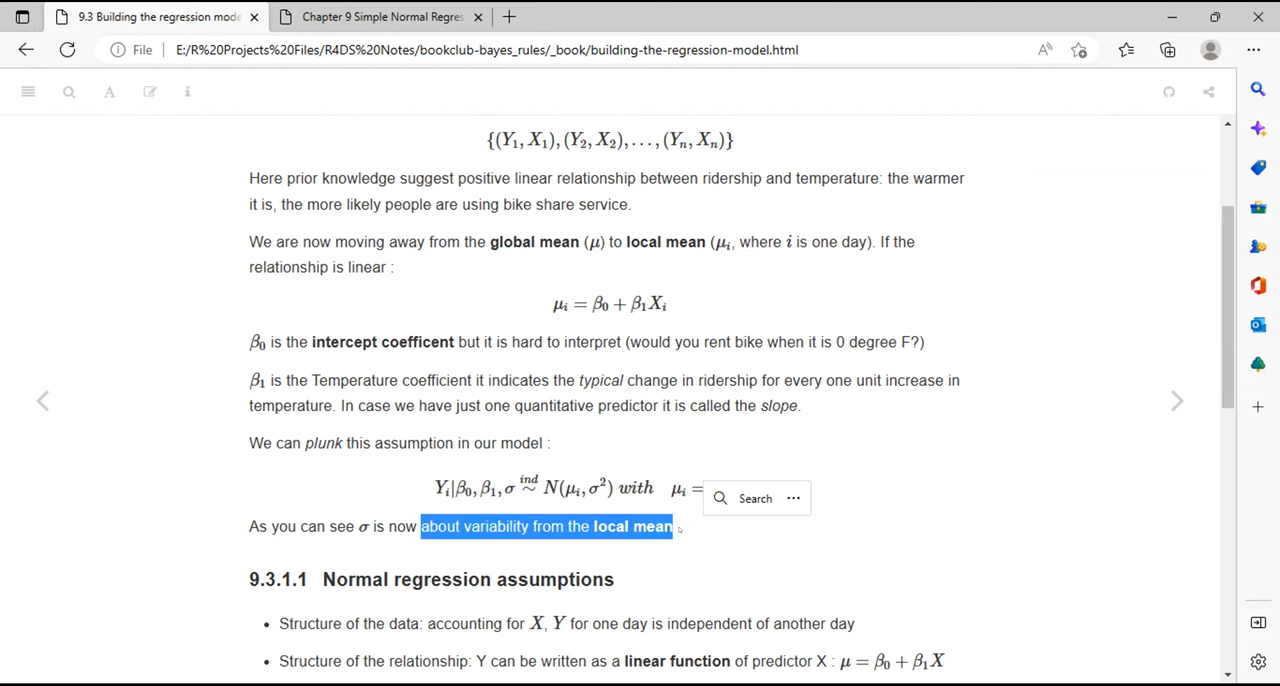 9.3 Building the regression mode
Chapter 9 Simple Normal Regres
File
E:/R%20Projects%20Files/R4DS%20Notes/bookclub-bayes_rules/_book/building-the-regression-model.html
{(Y₁, X₁), (Y₂, X₂), . . . , (Yₙ, Xₙ)}
Here prior knowledge suggest positive linear relationship between ridership and temperature: the warmer
it is, the more likely people are using bike share service.
We are now moving away from the global mean (μ) to local mean (μᵢ, where i is one day). If the
relationship is linear :
μᵢ = β₀ + β₁Xᵢ
β₀ is the intercept coefficent but it is hard to interpret (would you rent bike when it is 0 degree F?)
β₁ is the Temperature coefficient it indicates the typical change in ridership for every one unit increase in
temperature. In case we have just one quantitative predictor it is called the slope.
We can plunk this assumption in our model :
Yᵢ|β₀, β₁, σ ind ~ N(μᵢ, σ²) with μᵢ =
Search
As you can see σ is now about variability from the local mean
9.3.1.1 Normal regression assumptions
• Structure of the data: accounting for X, Y for one day is independent of another day
• Structure of the relationship: Y can be written as a linear function of predictor X : μ = β₀ + β₁X